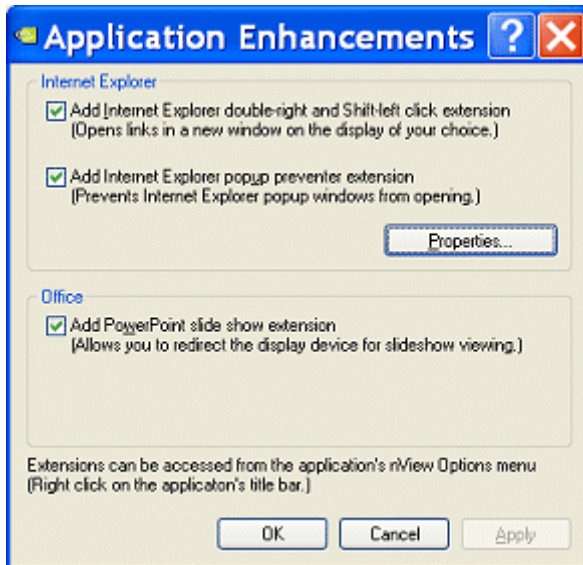 Application Enhancements
Internet Explorer
Add Internet Explorer double-right and Shift-left click extension
(Opens links in a new window on the display of your choice.)
Add Internet Explorer popup preventer extension
(Prevents Internet Explorer popup windows from opening.)
Properties...
Office
Add PowerPoint slide show extension
(Allows you to redirect the display device for slideshow viewing.)
Extensions can be accessed from the application's nView Options menu
(Right click on the applicaton's title bar.)
OK
Cancel
Apply